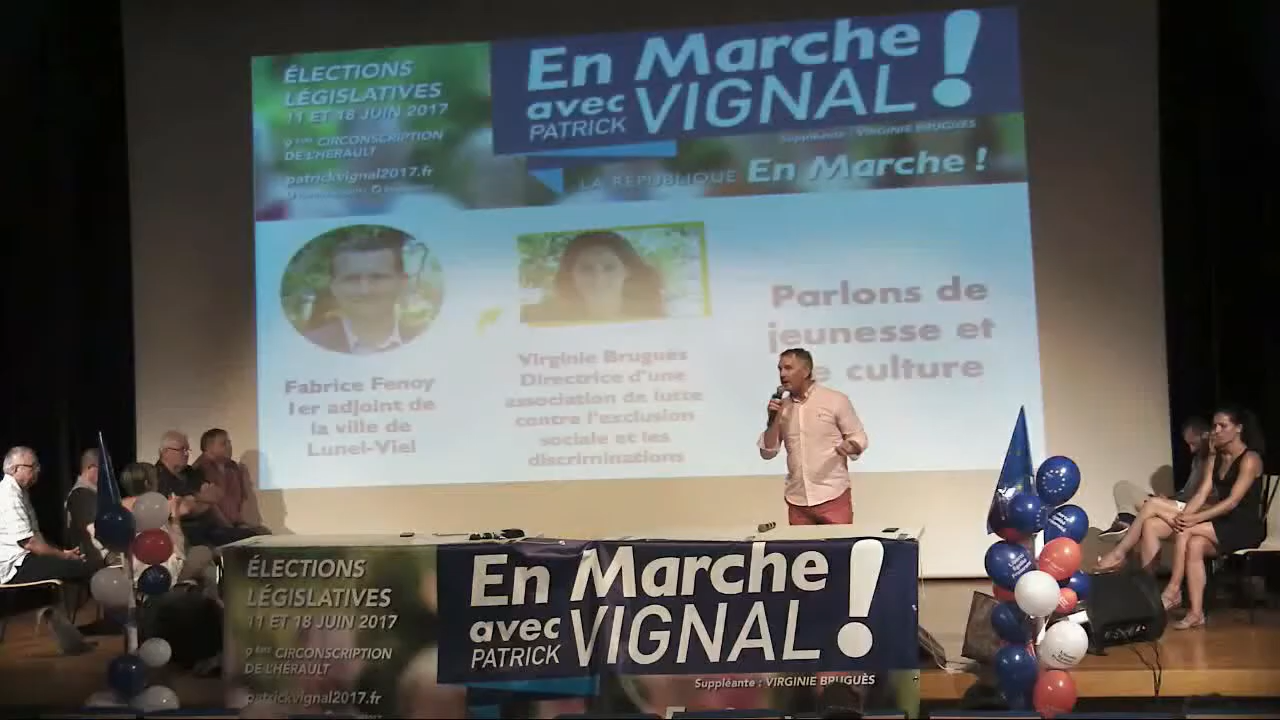 ÉLECTIONS
LÉGISLATIVES
11 ET 18 JUIN 2017
9ème CIRCONSCRIPTION
DE L'HÉRAULT
patrickvignal2017.fr
En Marche !
avec
PATRICK
VIGNAL
Suppléante : VIRGINIE BRUGUÈS
LA RÉPUBLIQUE En Marche !
Fabrice Fenoy
1er adjoint de
la ville de
Lunel-Viel
Virginie Bruguès
Directrice d'une
association de lutte
contre l'exclusion
sociale et les
discriminations
Parlons de
jeunesse et
culture
ÉLECTIONS
LÉGISLATIVES
11 ET 18 JUIN 2017
9ème CIRCONSCRIPTION
DE L'HÉRAULT
patrickvignal2017.fr
En Marche !
avec
PATRICK
VIGNAL
Suppléante : VIRGINIE BRUGUÈS